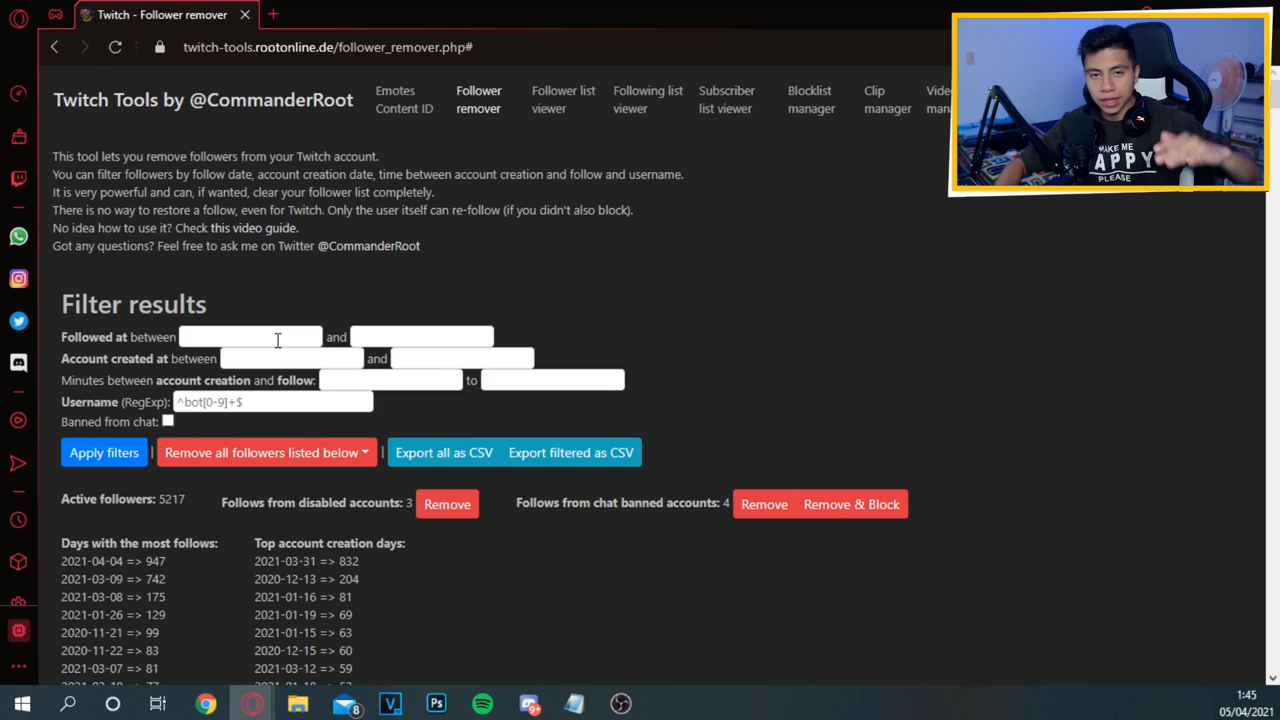 Twitch - Follower remover
twitch-tools.rootonline.de/follower_remover.php#
Twitch Tools by @CommanderRoot
Emotes Content ID
Follower remover
Follower list viewer
Following list viewer
Subscriber list viewer
Blocklist manager
Clip manager
This tool lets you remove followers from your Twitch account.
You can filter followers by follow date, account creation date, time between account creation and follow and username.
It is very powerful and can, if wanted, clear your follower list completely.
There is no way to restore a follow, even for Twitch. Only the user itself can re-follow (if you didn't also block).
No idea how to use it? Check this video guide.
Got any questions? Feel free to ask me on Twitter @CommanderRoot
MAKE ME
HAPPY
PLEASE
Filter results
Followed at between and
Account created at between and
Minutes between account creation and follow: to
Username (RegExp): ^bot[0-9]+$
Banned from chat:
Apply filters | Remove all followers listed below | Export all as CSV Export filtered as CSV
Active followers: 5217 Follows from disabled accounts: 3 Remove Follows from chat banned accounts: 4 Remove Remove & Block
Days with the most follows: Top account creation days:
2021-04-04 => 947 2021-03-31 => 832
2021-03-09 => 742 2020-12-13 => 204
2021-03-08 => 175 2021-01-16 => 81
2021-01-26 => 129 2021-01-19 => 69
2020-11-21 => 99 2021-01-15 => 63
2020-11-22 => 83 2020-12-15 => 60
2021-03-07 => 81 2021-03-12 => 59
8
Ps
9+
1:45
05/04/2021